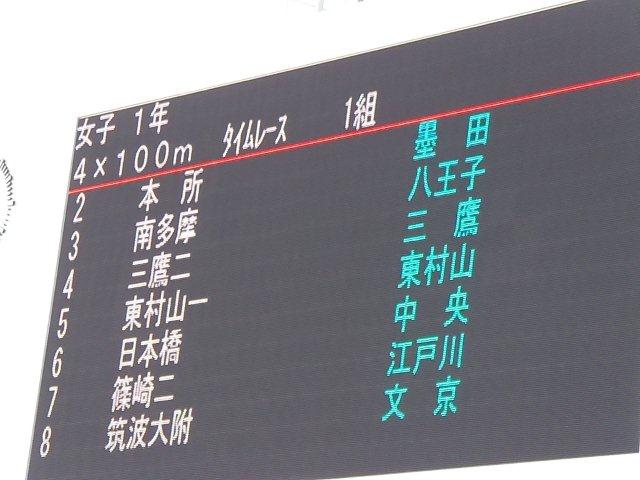 女子 1年
4×100m タイムレース 1組
2 本 所 墨 田
3 南多摩 八王子
4 三鷹二 三 鷹
5 東村山一 東村山
6 日本橋 中 央
7 篠崎二 江戸川
8 筑波大附 文 京